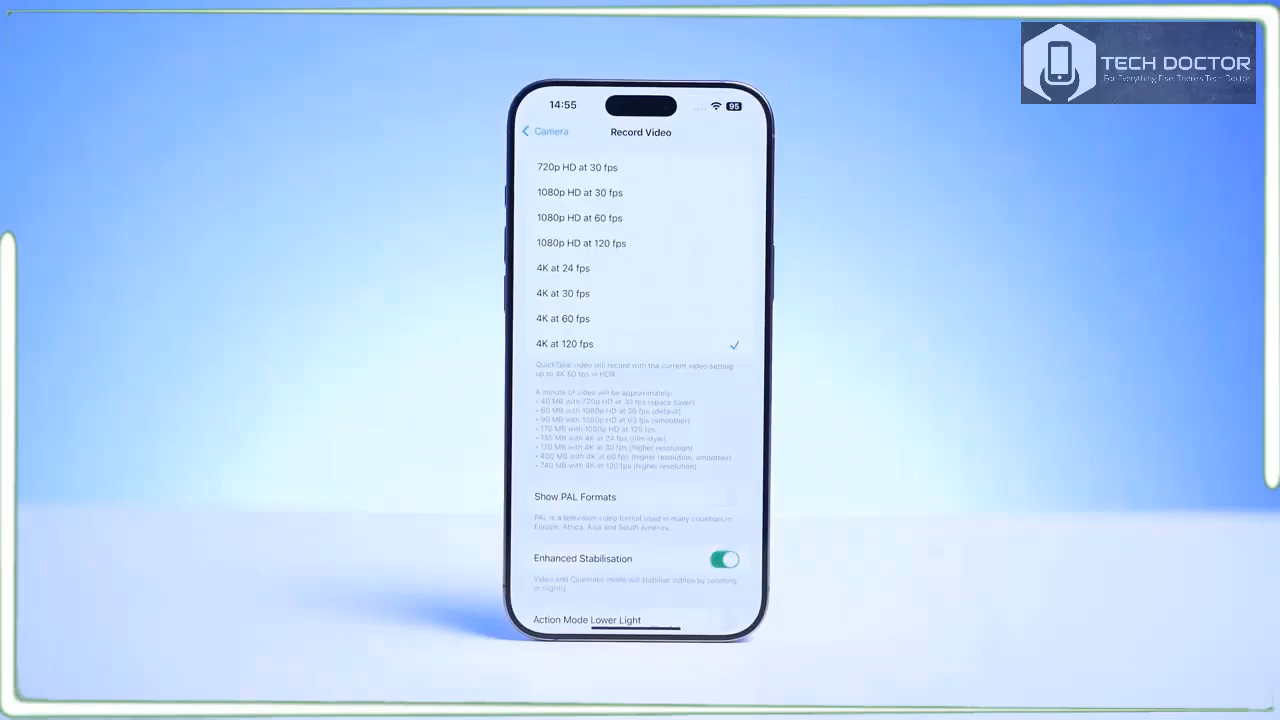 TECH DOCTOR
For Everything Else, There's Tech Doctor
14:55
95
Camera
Record Video
720p HD at 30 fps
1080p HD at 30 fps
1080p HD at 60 fps
1080p HD at 120 fps
4K at 24 fps
4K at 30 fps
4K at 60 fps
4K at 120 fps
QuickTake video will record with the current video setting
up to 4K 60 fps in HDR.
A minute of video will be approximately:
• 40 MB with 720p HD at 30 fps (space saver)
• 60 MB with 1080p HD at 30 fps (default)
• 90 MB with 1080p HD at 60 fps (smoother)
• 170 MB with 1080p HD at 120 fps
• 135 MB with 4K at 24 fps (film style)
• 170 MB with 4K at 30 fps (higher resolution)
• 400 MB with 4K at 60 fps (higher resolution, smoother)
• 740 MB with 4K at 120 fps (higher resolution)
Show PAL Formats
PAL is a television video format used in many countries in
Europe, Africa, Asia and South America.
Enhanced Stabilisation
Video and Cinematic mode will stabilise videos by zooming
in slightly.
Action Mode Lower Light